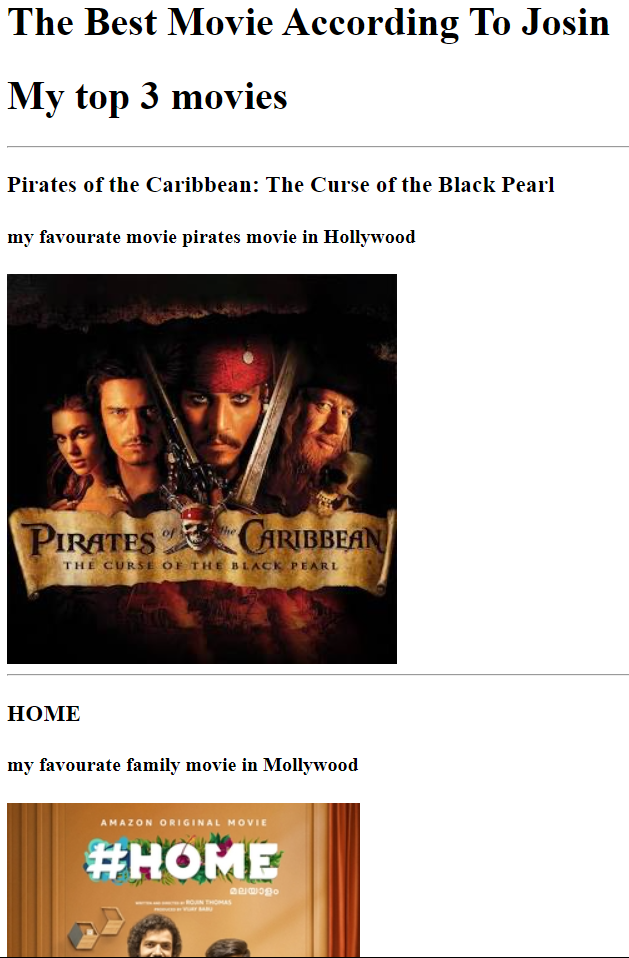 The Best Movie According To Josin
My top 3 movies
Pirates of the Caribbean: The Curse of the Black Pearl
my favourate movie pirates movie in Hollywood
PIRATES of the CARIBBEAN
THE CURSE OF THE BLACK PEARL
HOME
my favourate family movie in Mollywood
AMAZON ORIGINAL MOVIE
#HOME
മലയാളം
WRITTEN AND DIRECTED BY ROJIN THOMAS
PRODUCED BY VIJAY BABU